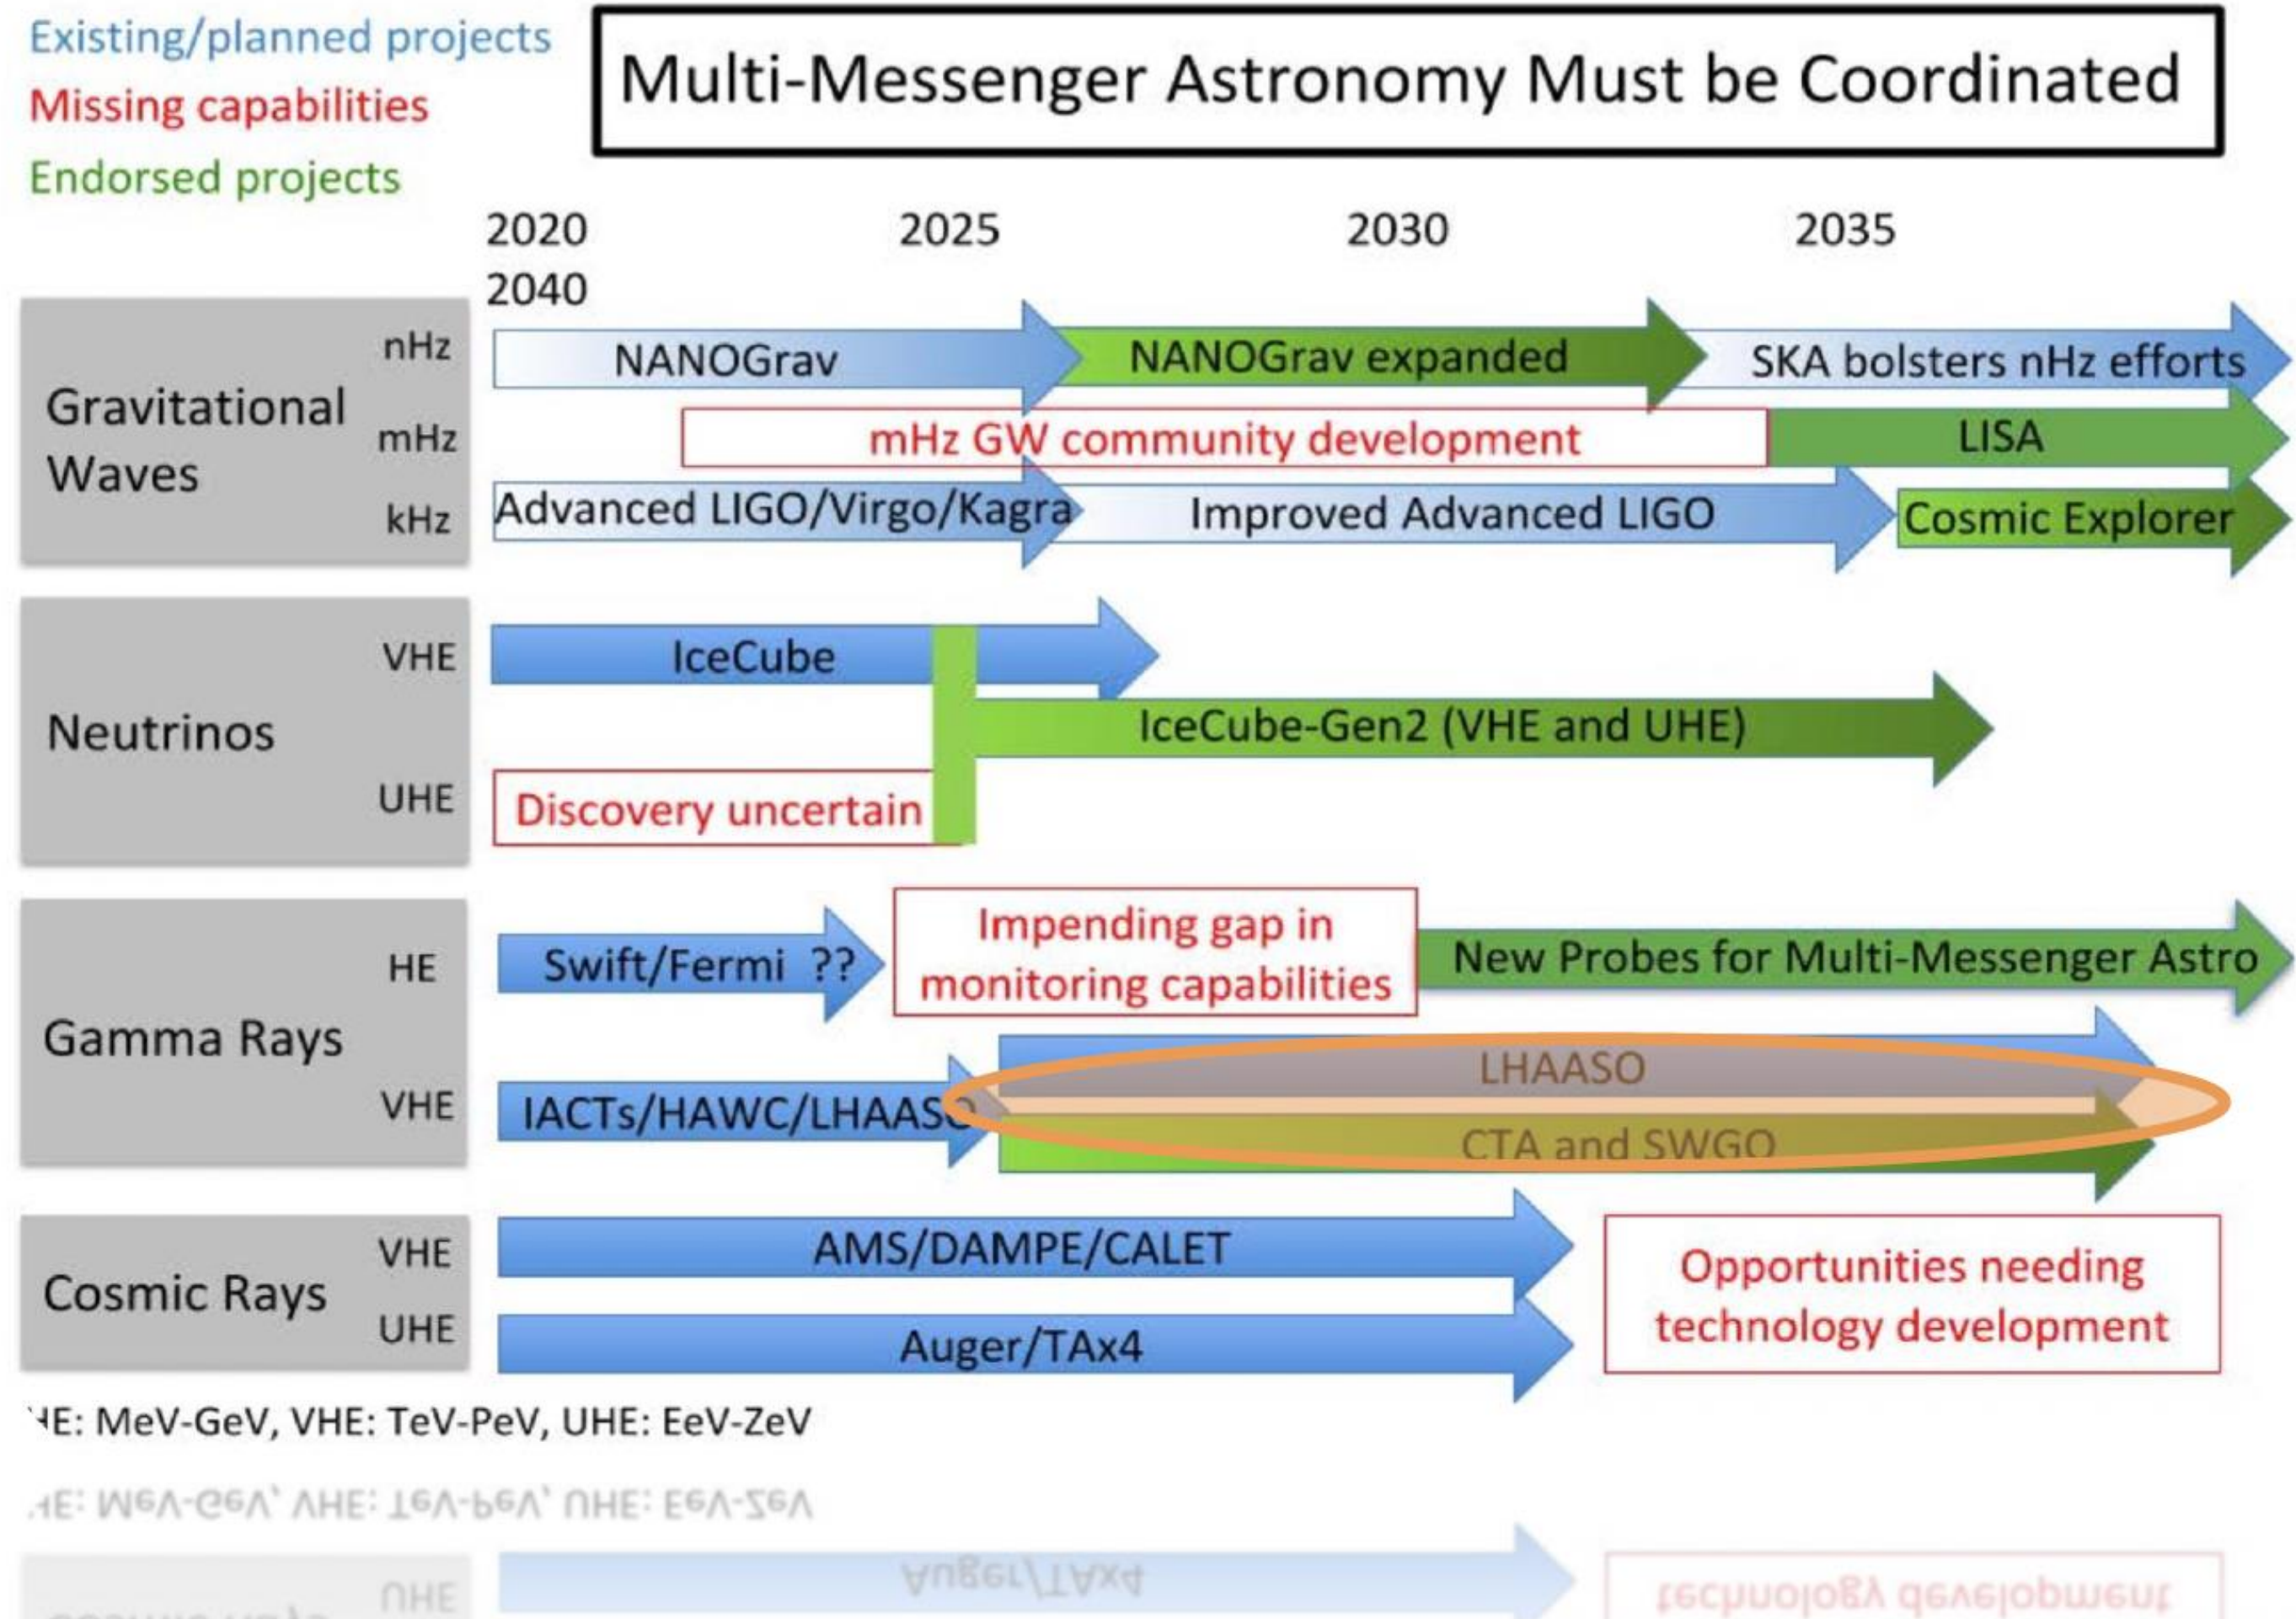 Existing/planned projects
Missing capabilities
Endorsed projects
Multi-Messenger Astronomy Must be Coordinated
2020 2025 2030 2035
2040
Gravitational
Waves
nHz
mHz
kHz
NANOGrav
NANOGrav expanded
SKA bolsters nHz efforts
mHz GW community development
LISA
Advanced LIGO/Virgo/Kagra
Improved Advanced LIGO
Cosmic Explorer
Neutrinos
VHE
UHE
IceCube
IceCube-Gen2 (VHE and UHE)
Discovery uncertain
Gamma Rays
HE
VHE
Swift/Fermi ??
Impending gap in
monitoring capabilities
New Probes for Multi-Messenger Astro
IACTs/HAWC/LHAASO
LHAASO
CTA and SWGO
Cosmic Rays
VHE
UHE
AMS/DAMPE/CALET
Auger/TAx4
Opportunities needing
technology development
HE: MeV-GeV, VHE: TeV-PeV, UHE: EeV-ZeV